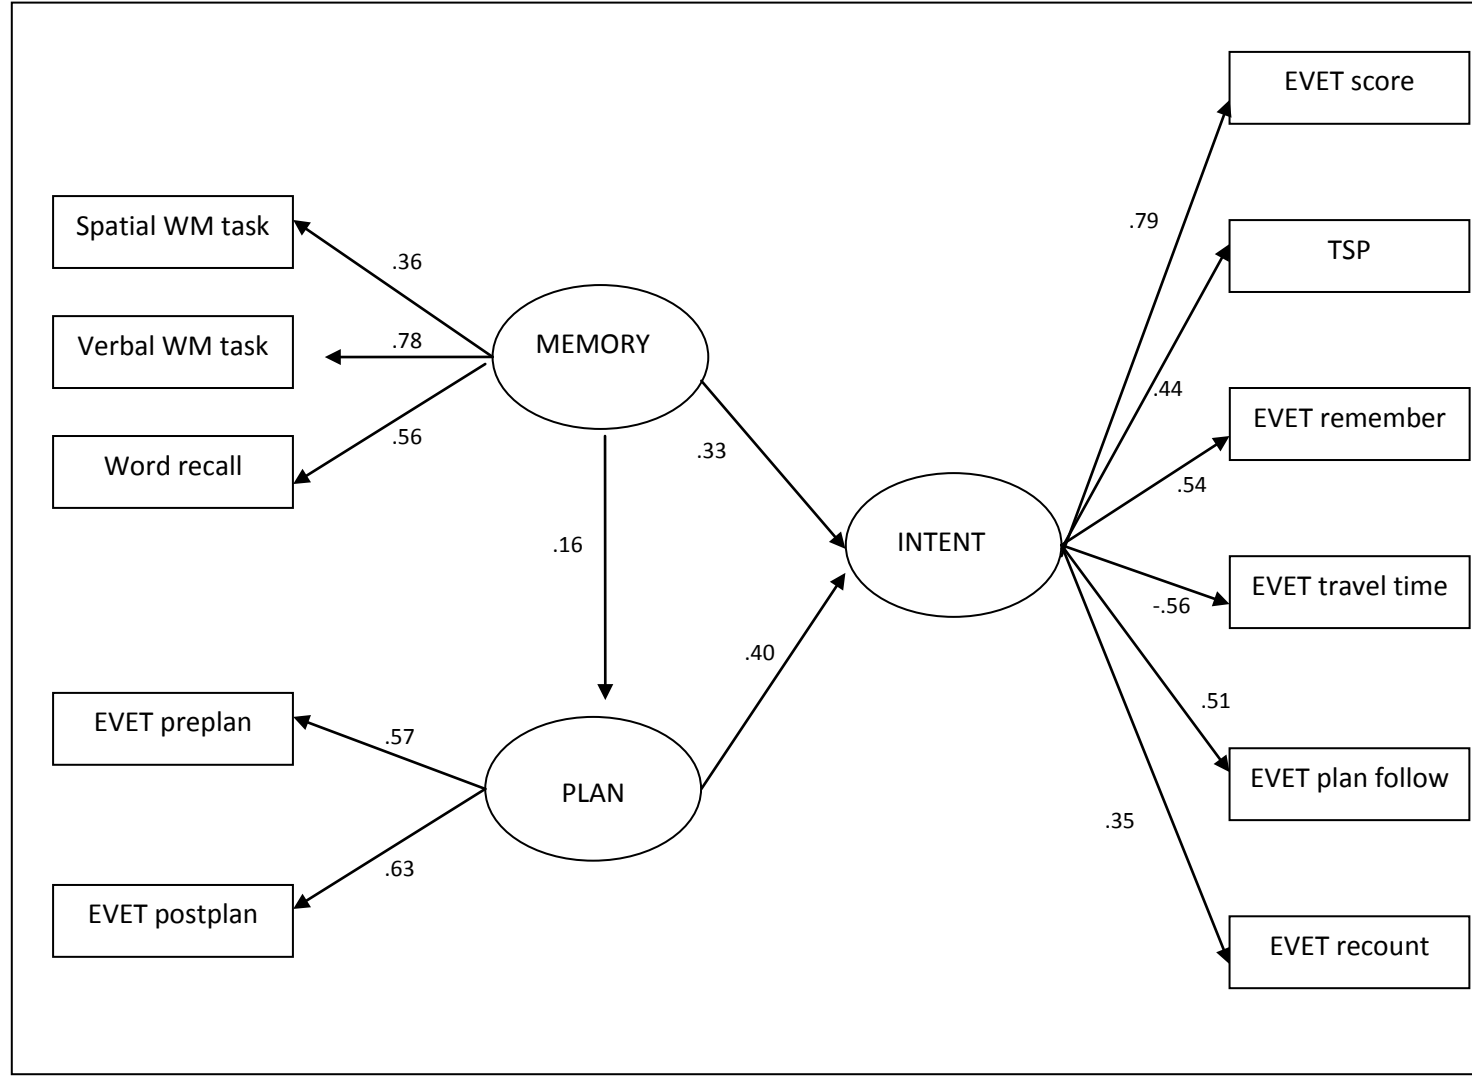 EVET score
.79
TSP
Spatial WM task
.36
MEMORY
Verbal WM task
.78
.44
EVET remember
.56
Word recall
.33
.54
INTENT
.16
EVET travel time
-.56
.40
EVET preplan
.57
.51
PLAN
EVET plan follow
.35
.63
EVET postplan
EVET recount